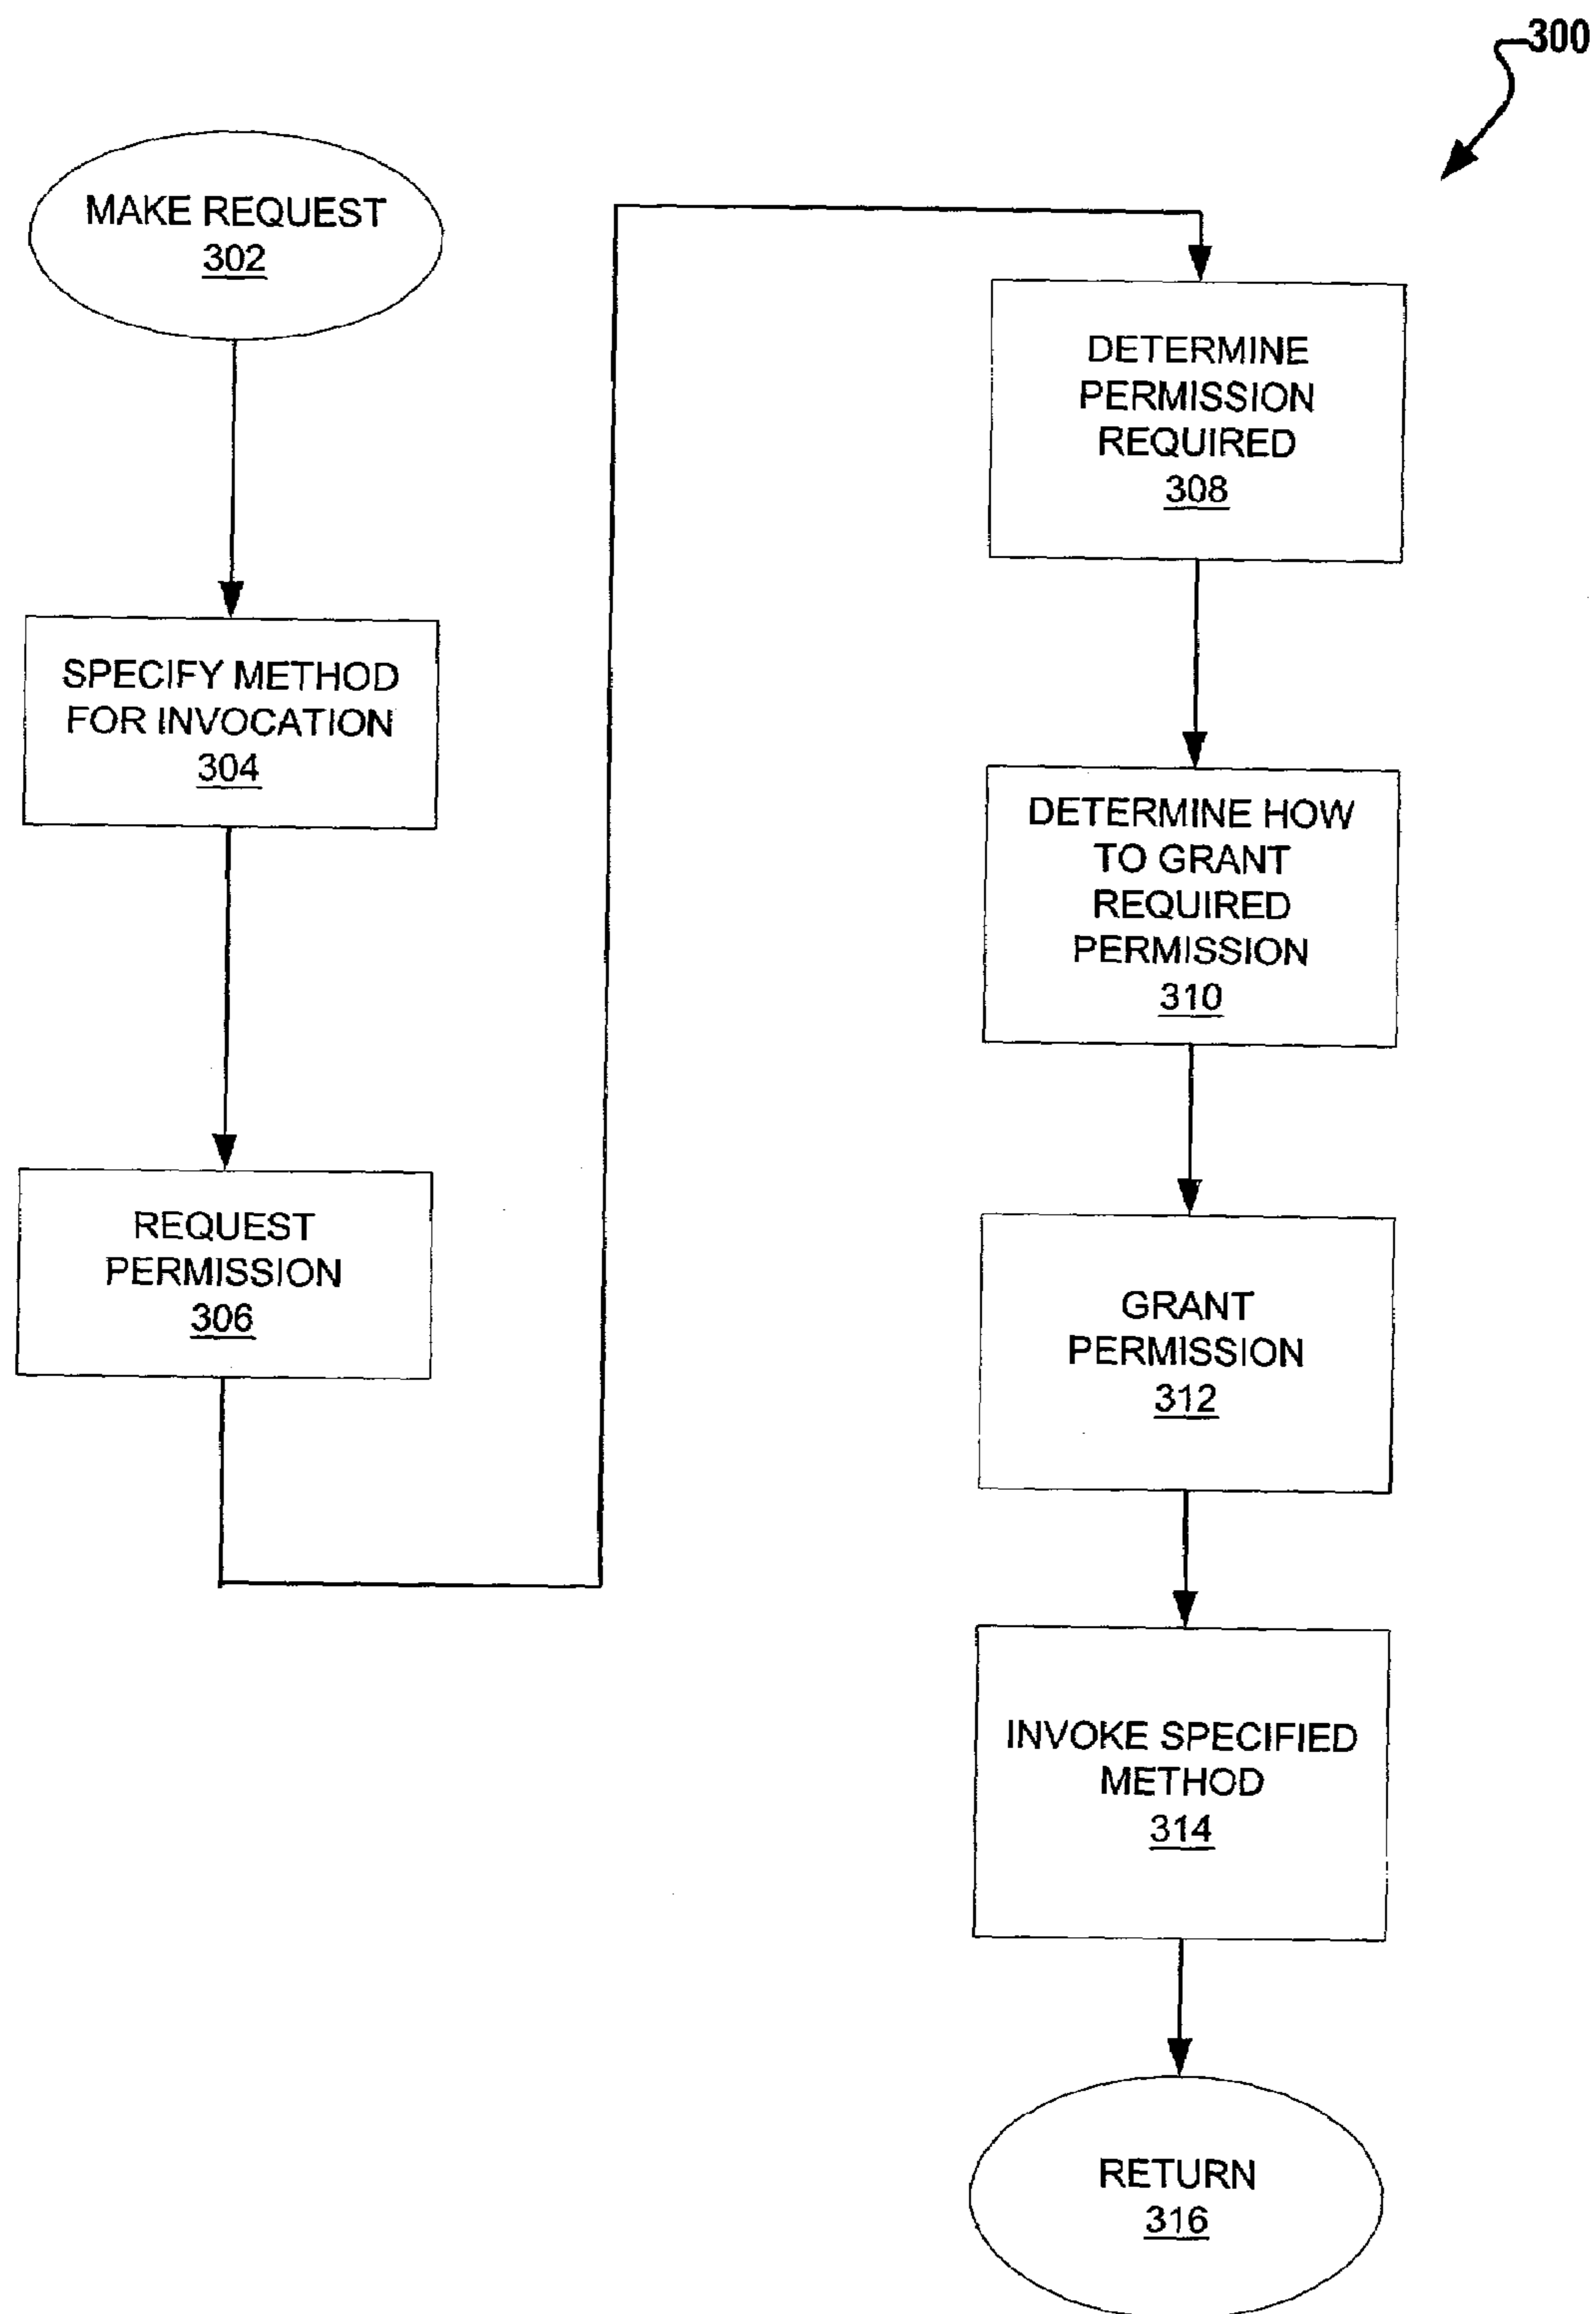 300
MAKE REQUEST
302
SPECIFY METHOD
FOR INVOCATION
304
REQUEST
PERMISSION
306
DETERMINE
PERMISSION
REQUIRED
308
DETERMINE HOW
TO GRANT
REQUIRED
PERMISSION
310
GRANT
PERMISSION
312
INVOKE SPECIFIED
METHOD
314
RETURN
316